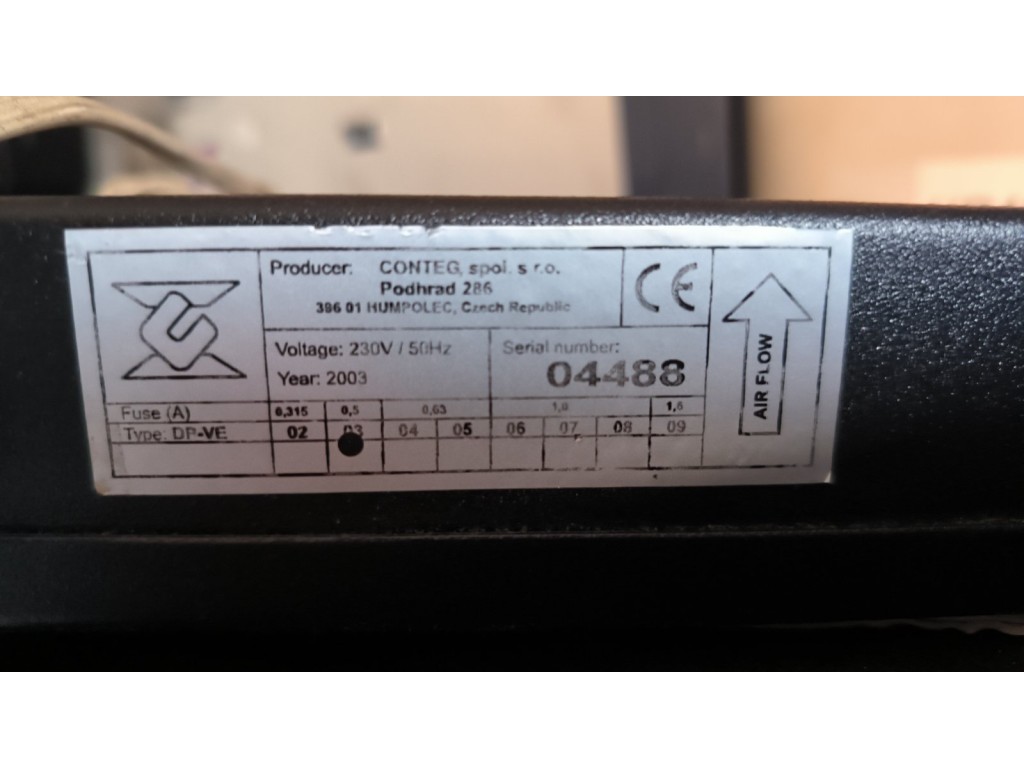 Producer: CONTEG, spol. s r.o.
Podhrad 286
396 01 HUMPOLEC, Czech Republic
CE
Voltage: 230V / 50Hz
Serial number:
Year: 2003
04488
Fuse (A) 0,315 0,5 0,63 1,0 1,6
Type: DP-VE 02 03 04 05 06 07 08 09
AIR FLOW